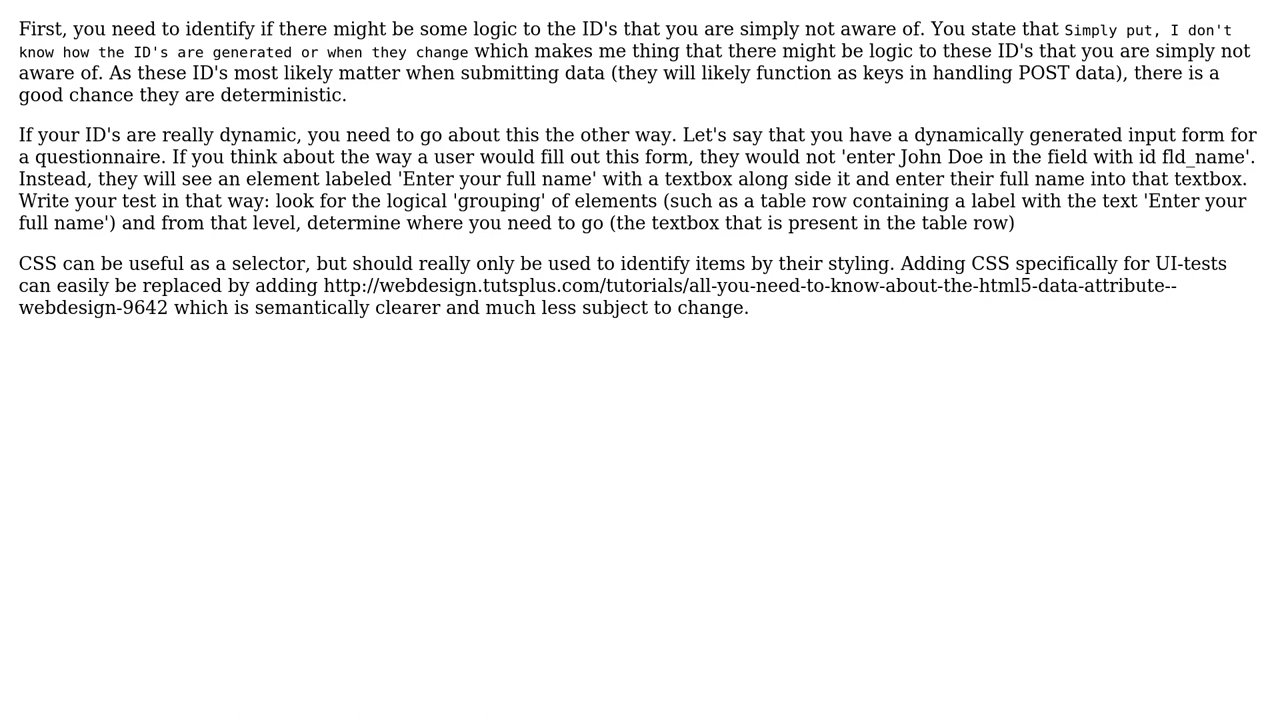 First, you need to identify if there might be some logic to the ID's that you are simply not aware of. You state that Simply put, I don't
know how the ID's are generated or when they change which makes me thing that there might be logic to these ID's that you are simply not
aware of. As these ID's most likely matter when submitting data (they will likely function as keys in handling POST data), there is a
good chance they are deterministic.
If your ID's are really dynamic, you need to go about this the other way. Let's say that you have a dynamically generated input form for
a questionnaire. If you think about the way a user would fill out this form, they would not 'enter John Doe in the field with id fld_name'.
Instead, they will see an element labeled 'Enter your full name' with a textbox along side it and enter their full name into that textbox.
Write your test in that way: look for the logical 'grouping' of elements (such as a table row containing a label with the text 'Enter your
full name') and from that level, determine where you need to go (the textbox that is present in the table row)
CSS can be useful as a selector, but should really only be used to identify items by their styling. Adding CSS specifically for UI-tests
can easily be replaced by adding http://webdesign.tutsplus.com/tutorials/all-you-need-to-know-about-the-html5-data-attribute--
webdesign-9642 which is semantically clearer and much less subject to change.